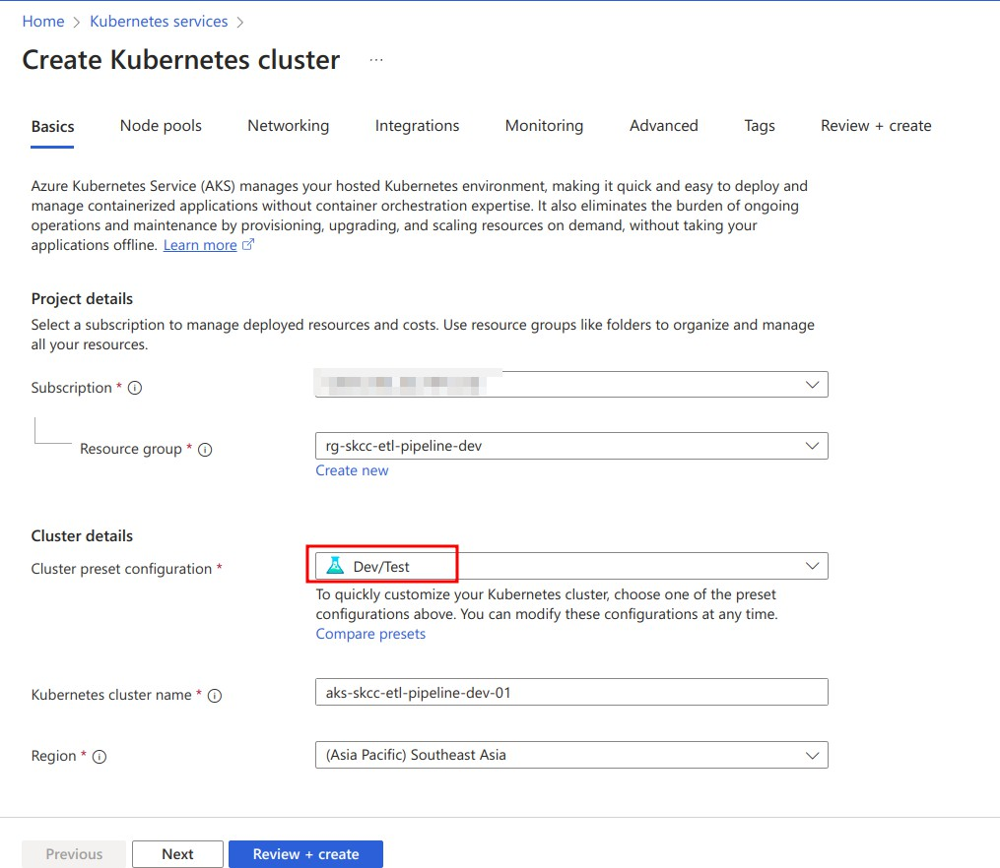 Home > Kubernetes services >
Create Kubernetes cluster ...
Basics Node pools Networking Integrations Monitoring Advanced Tags Review + create
Azure Kubernetes Service (AKS) manages your hosted Kubernetes environment, making it quick and easy to deploy and
manage containerized applications without container orchestration expertise. It also eliminates the burden of ongoing
operations and maintenance by provisioning, upgrading, and scaling resources on demand, without taking your
applications offline. Learn more
Project details
Select a subscription to manage deployed resources and costs. Use resource groups like folders to organize and manage
all your resources.
Subscription *
Resource group * rg-skcc-etl-pipeline-dev
Create new
Cluster details
Cluster preset configuration * Dev/Test
To quickly customize your Kubernetes cluster, choose one of the preset
configurations above. You can modify these configurations at any time.
Compare presets
Kubernetes cluster name * aks-skcc-etl-pipeline-dev-01
Region * (Asia Pacific) Southeast Asia
Previous Next Review + create